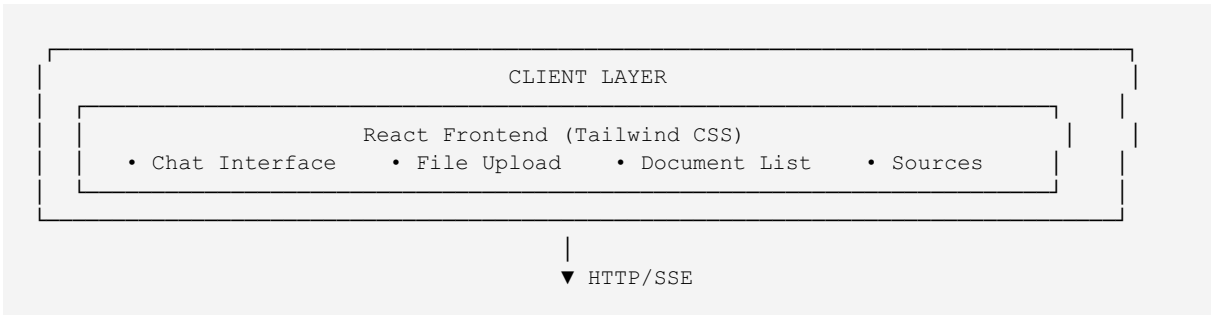 CLIENT LAYER
React Frontend (Tailwind CSS)
• Chat Interface • File Upload • Document List • Sources
▼ HTTP/SSE